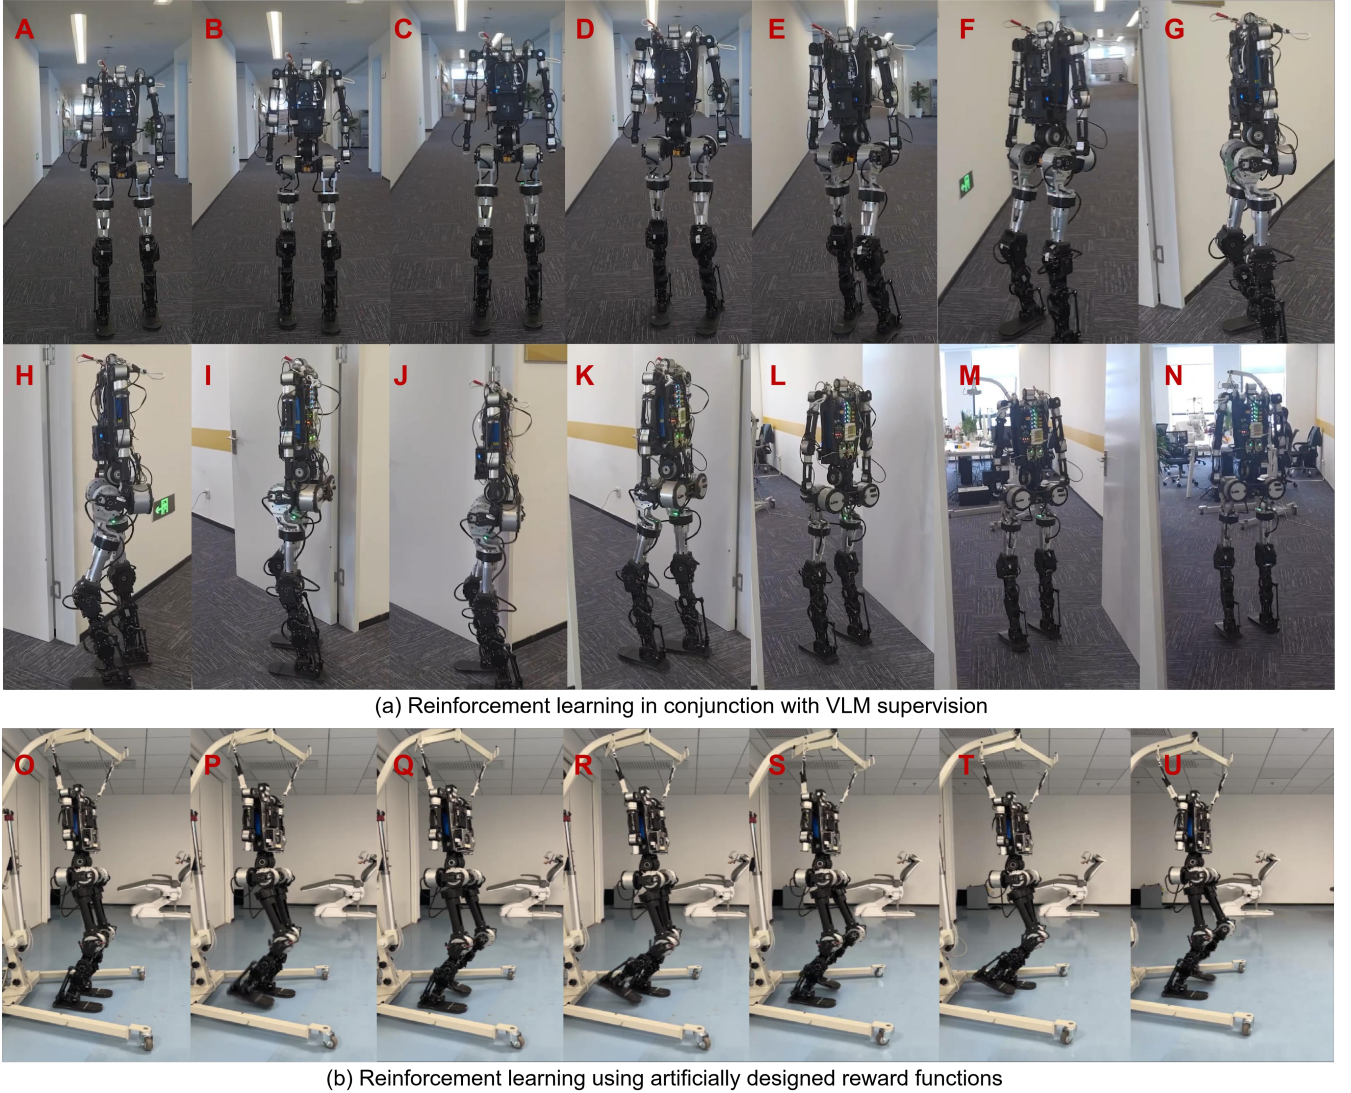 A B C D E F G
H I J K L M N
(a) Reinforcement learning in conjunction with VLM supervision
O P Q R S T U
(b) Reinforcement learning using artificially designed reward functions